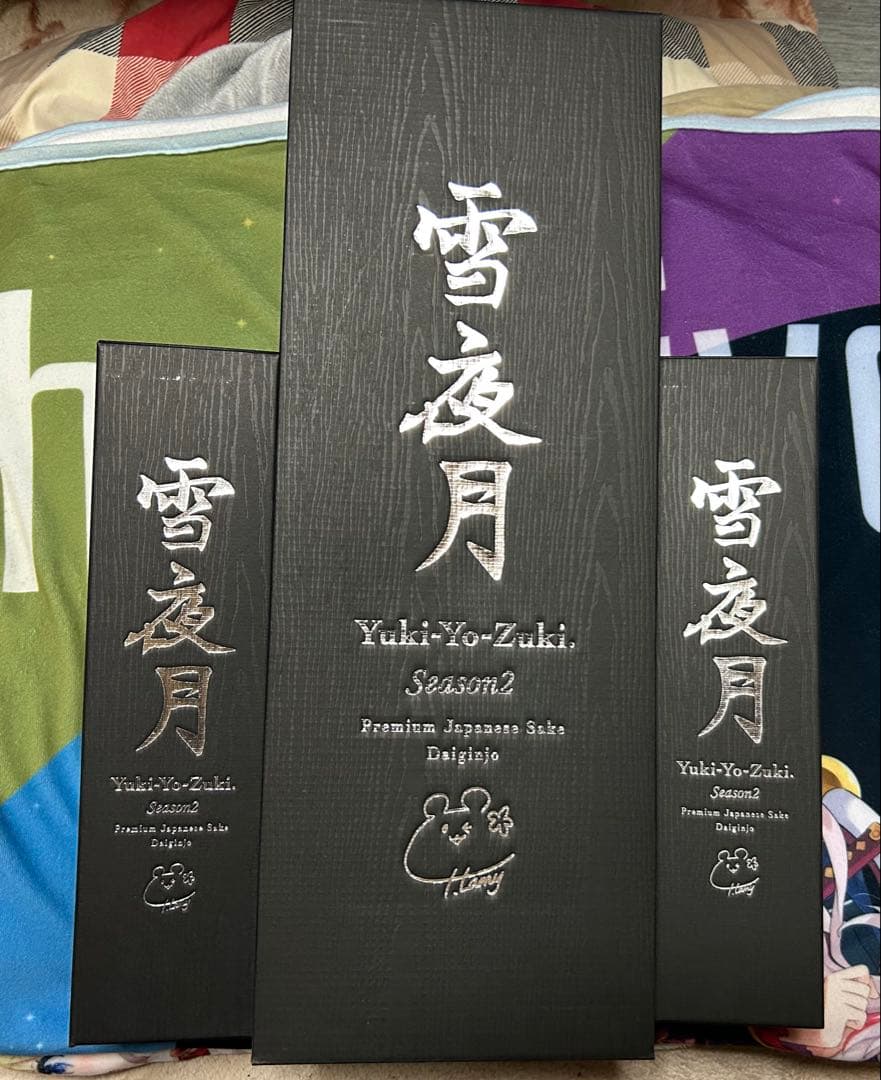 雪夜月
Yuki-Yo-Zuki.
Season2
Premium Japanese Sake
Daiginjo
雪夜月
Yuki-Yo-Zuki.
Season2
Premium Japanese Sake
Daiginjo
雪夜月
Yuki-Yo-Zuki.
Season2
Premium Japanese Sake
Daiginjo
h